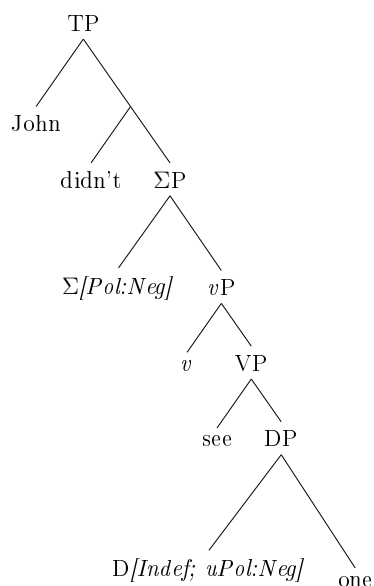 TP
John
didn't ΣP
Σ[Pol:Neg] vP
v VP
see DP
D[Indef; uPol:Neg] one